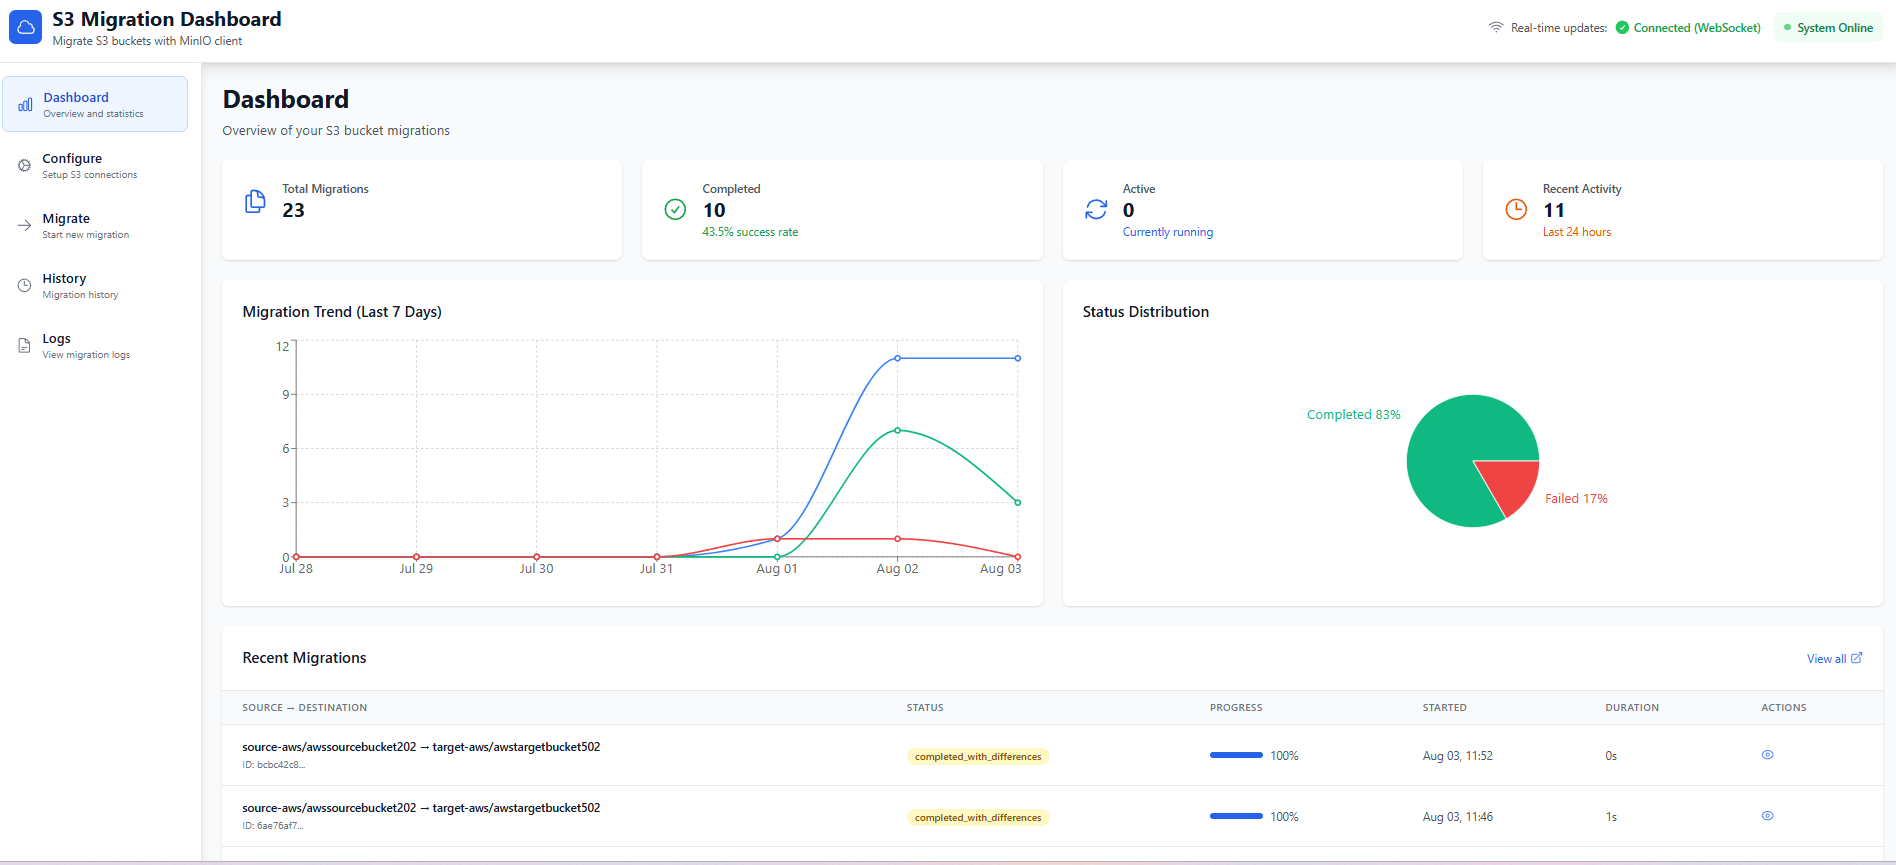 S3 Migration Dashboard
Migrate S3 buckets with MinIO client
Real-time updates: Connected (WebSocket) System Online
Dashboard
Overview and statistics
Configure
Setup S3 connections
Migrate
Start new migration
History
Migration history
Logs
View migration logs
Dashboard
Overview of your S3 bucket migrations
Total Migrations
23
Completed
10
43.5% success rate
Active
0
Currently running
Recent Activity
11
Last 24 hours
Migration Trend (Last 7 Days)
12
9
6
3
0
Jul 28 Jul 29 Jul 30 Jul 31 Aug 01 Aug 02 Aug 03
Status Distribution
Completed 83%
Failed 17%
Recent Migrations
View all
SOURCE → DESTINATION STATUS PROGRESS STARTED DURATION ACTIONS
source-aws/awssourcebucket202 → target-aws/awstargetbucket502
ID: bcbc42c8...
completed_with_differences 100% Aug 03, 11:52 0s
source-aws/awssourcebucket202 → target-aws/awstargetbucket502
ID: 6ae76af7...
completed_with_differences 100% Aug 03, 11:46 1s